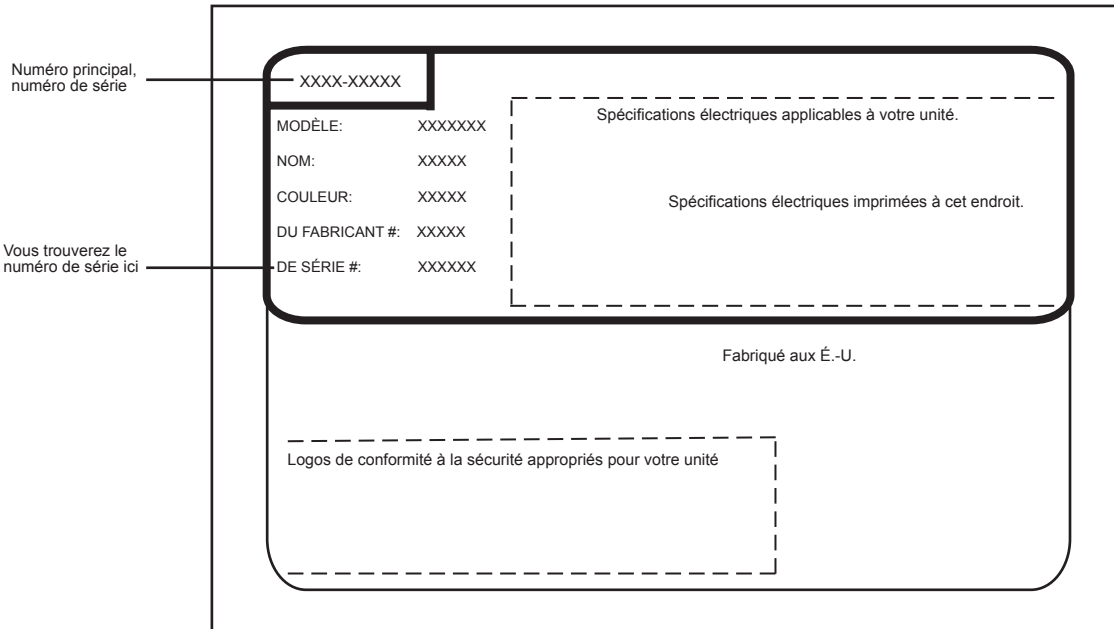 Numéro principal,
numéro de série
XXXX-XXXXX
MODÈLE: XXXXXXX
NOM: XXXXX
COULEUR: XXXXX
DU FABRICANT #: XXXXX
Vous trouverez le
numéro de série ici
DE SÉRIE #: XXXXXX
Spécifications électriques applicables à votre unité.
Spécifications électriques imprimées à cet endroit.
Fabriqué aux É.-U.
Logos de conformité à la sécurité appropriés pour votre unité